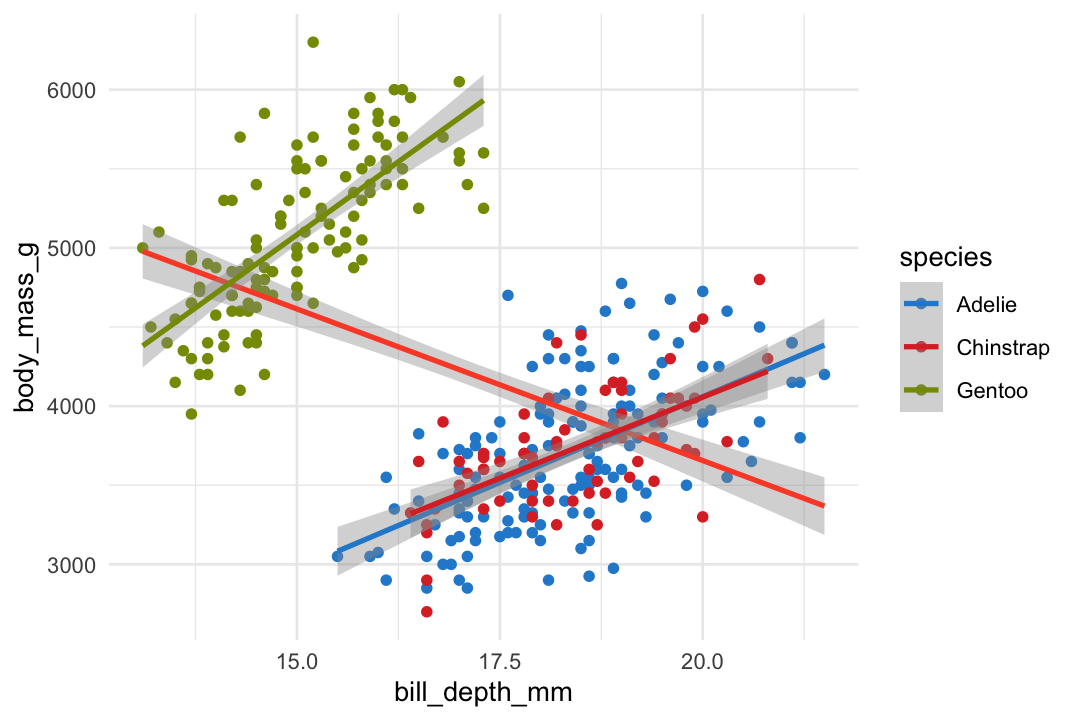 6000
5000
4000
3000
body_mass_g
15.0
17.5
20.0
bill_depth_mm
species
Adelie
Chinstrap
Gentoo